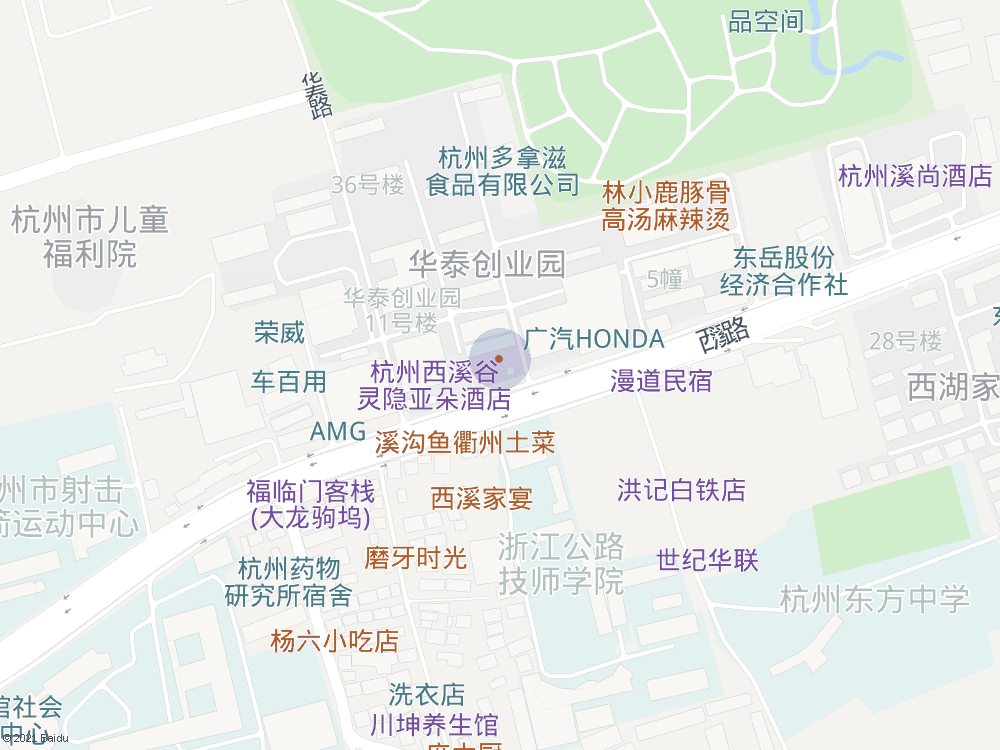 品空间
华泰路
杭州多拿滋
食品有限公司
36号楼
杭州溪尚酒店
林小鹿豚骨
高汤麻辣烫
杭州市儿童
福利院
华泰创业园
东岳股份
经济合作社
5幢
华泰创业园
11号楼
荣威
广汽HONDA
西溪路
28号楼
杭州西溪谷
灵隐亚朵酒店
车百用
漫道民宿
西湖家
AMG
溪沟鱼衢州土菜
州市射击
箭运动中心
福临门客栈
(大龙驹坞)
西溪家宴
洪记白铁店
浙江公路
技师学院
磨牙时光
世纪华联
杭州药物
研究所宿舍
杭州东方中学
杨六小吃店
洗衣店
川坤养生馆
馆社会
中心
© 2021 Baidu